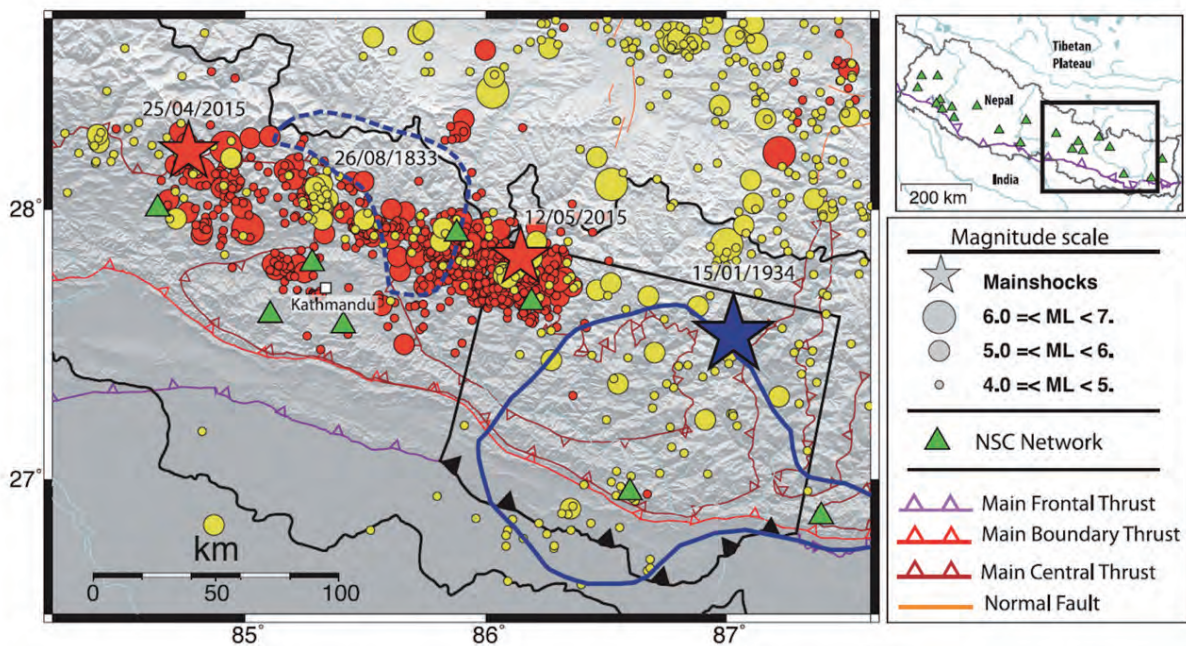 25/04/2015
26/08/1833
12/05/2015
15/01/1934
Kathmandu
28°
27°
km
0 50 100
85° 86° 87°
Tibetan
Plateau
Nepal
India
200 km
Magnitude scale
Mainshocks
6.0 =< ML < 7.
5.0 =< ML < 6.
4.0 =< ML < 5.
NSC Network
Main Frontal Thrust
Main Boundary Thrust
Main Central Thrust
Normal Fault